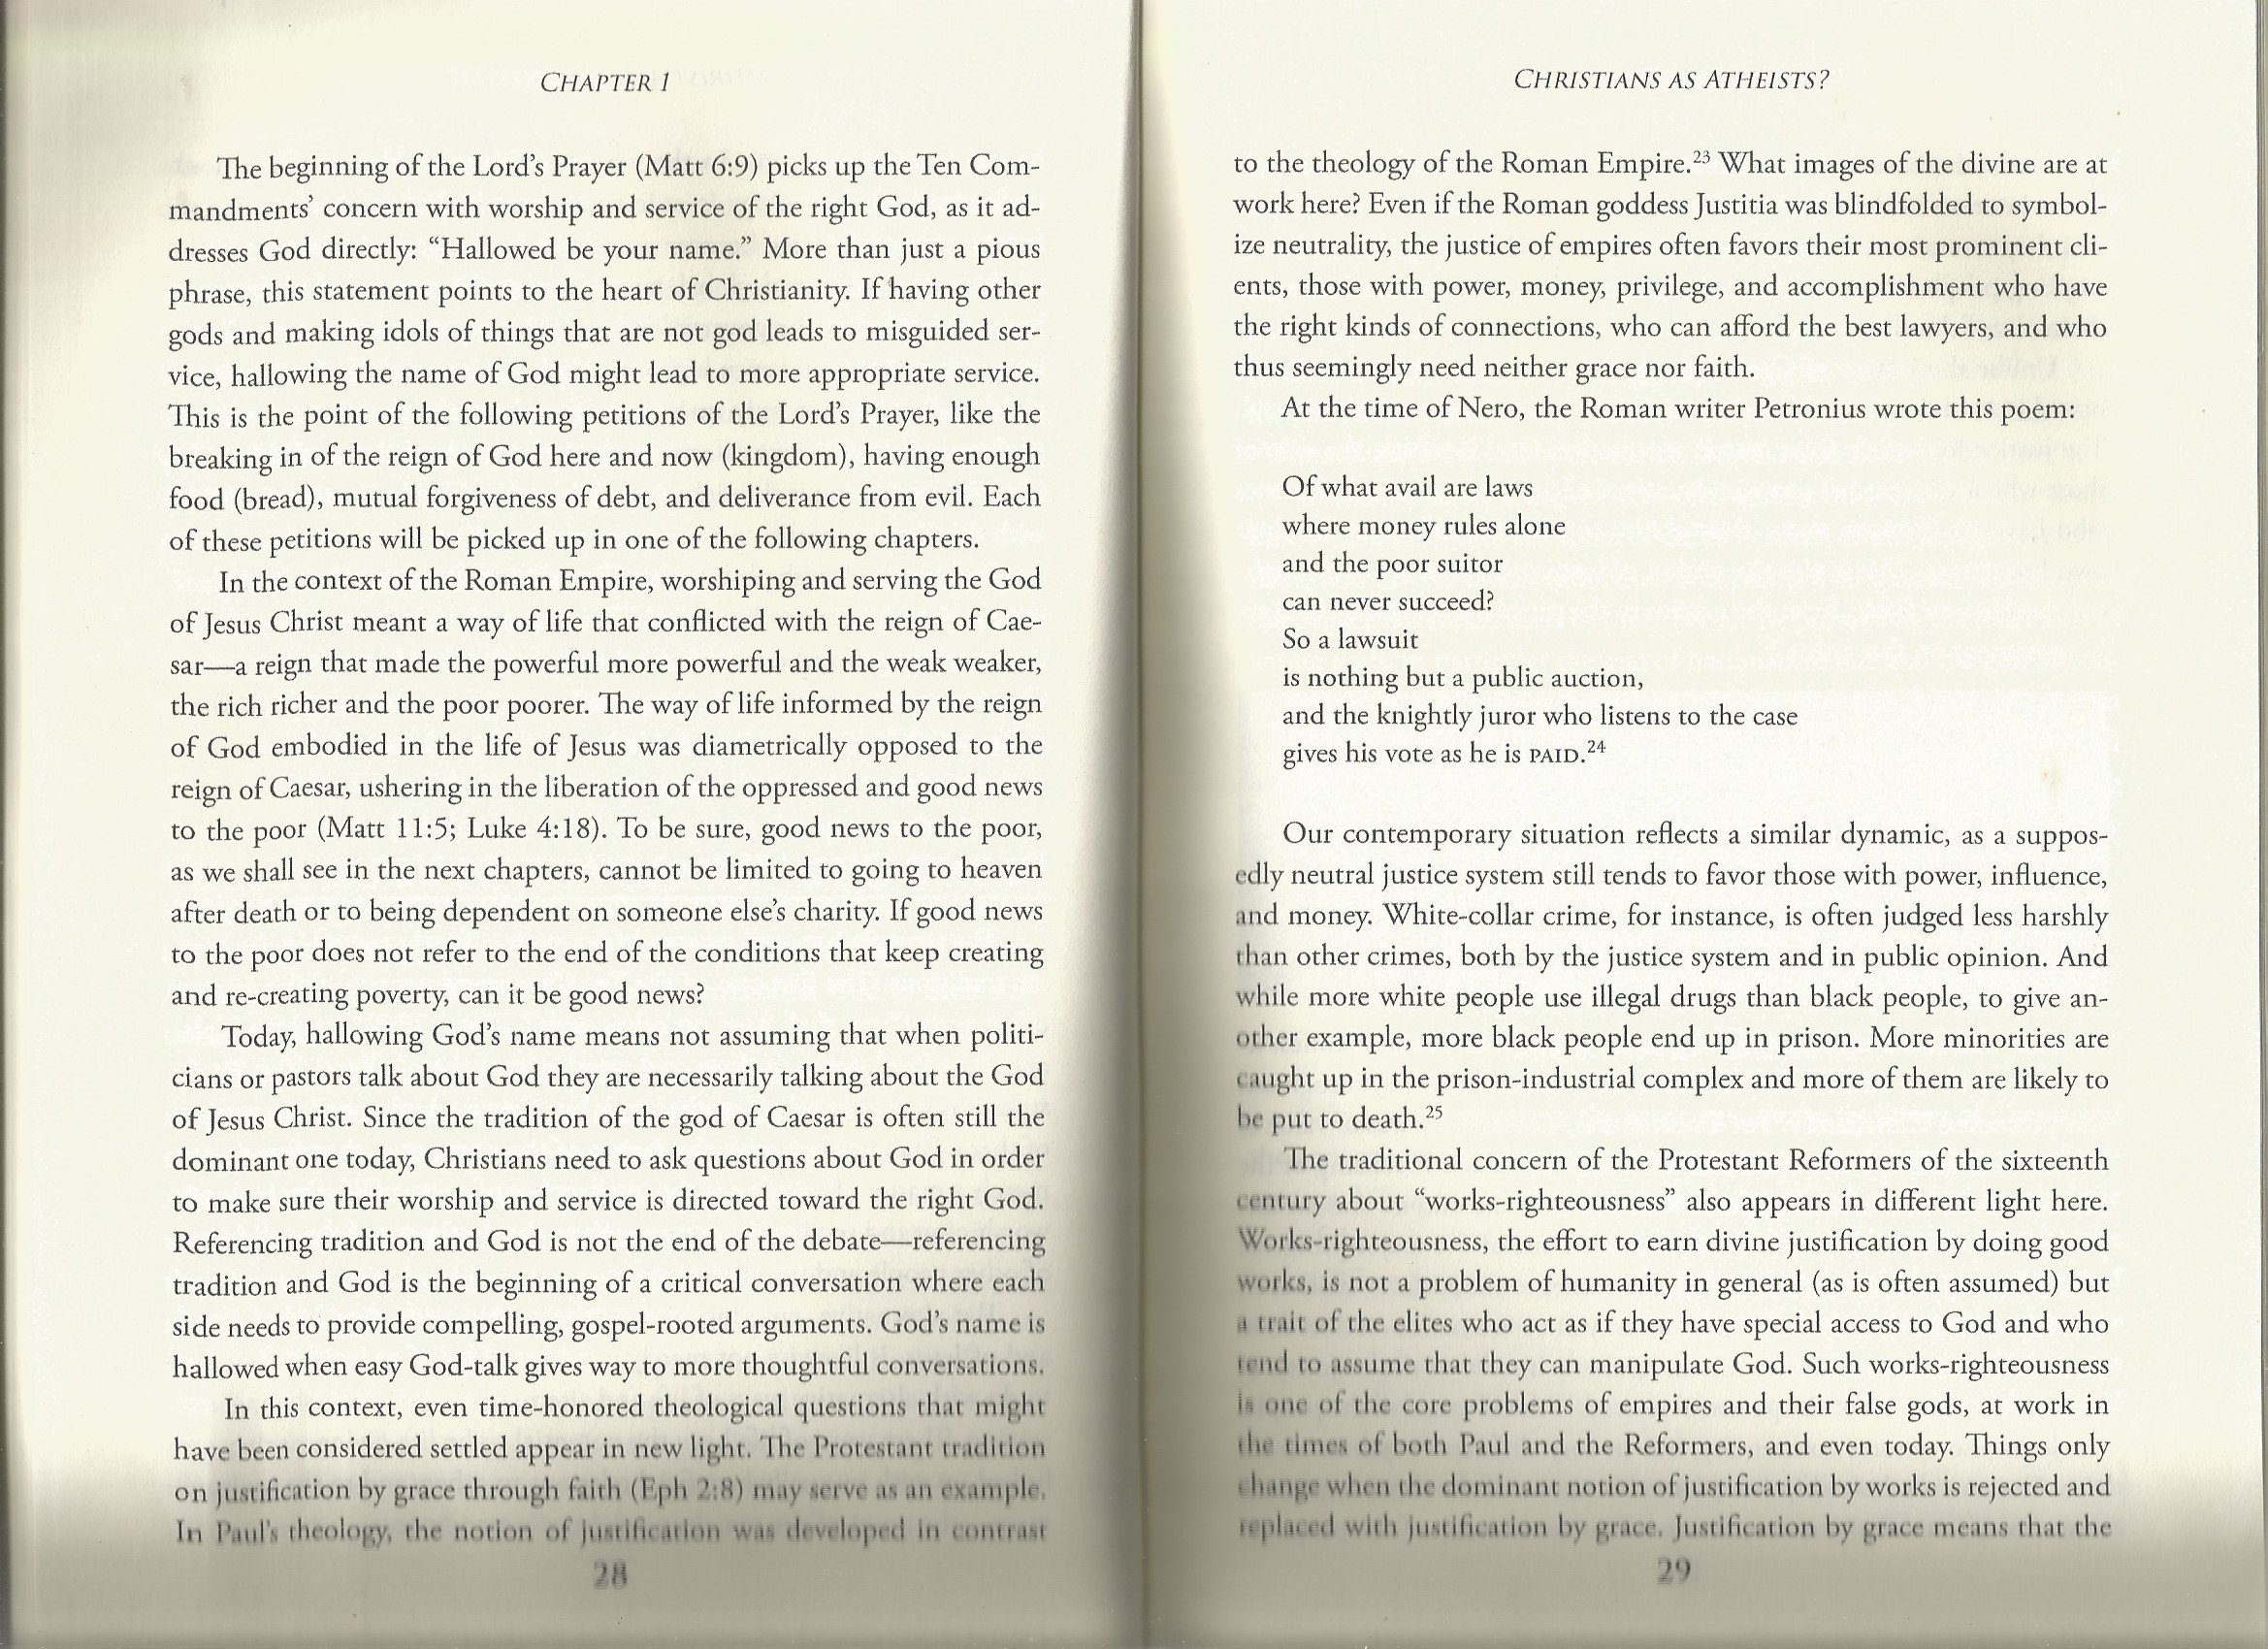 CHAPTER 1
The beginning of the Lord's Prayer (Matt 6:9) picks up the Ten Com-
mandments' concern with worship and service of the right God, as it ad-
dresses God directly: “Hallowed be your name.” More than just a pious
phrase, this statement points to the heart of Christianity. If having other
gods and making idols of things that are not god leads to misguided ser-
vice, hallowing the name of God might lead to more appropriate service.
This is the point of the following petitions of the Lord's Prayer, like the
breaking in of the reign of God here and now (kingdom), having enough
food (bread), mutual forgiveness of debt, and deliverance from evil. Each
of these petitions will be picked up in one of the following chapters.
In the context of the Roman Empire, worshiping and serving the God
of Jesus Christ meant a way of life that conflicted with the reign of Cae-
sar—a reign that made the powerful more powerful and the weak weaker,
the rich richer and the poor poorer. The way of life informed by the reign
of God embodied in the life of Jesus was diametrically opposed to the
reign of Caesar, ushering in the liberation of the oppressed and good news
to the poor (Matt 11:5; Luke 4:18). To be sure, good news to the poor,
as we shall see in the next chapters, cannot be limited to going to heaven
after death or to being dependent on someone else's charity. If good news
to the poor does not refer to the end of the conditions that keep creating
and re-creating poverty, can it be good news?
Today, hallowing God's name means not assuming that when politi-
cians or pastors talk about God they are necessarily talking about the God
of Jesus Christ. Since the tradition of the god of Caesar is often still the
dominant one today, Christians need to ask questions about God in order
to make sure their worship and service is directed toward the right God.
Referencing tradition and God is not the end of the debate—referencing
tradition and God is the beginning of a critical conversation where each
side needs to provide compelling, gospel-rooted arguments. God's name is
hallowed when easy God-talk gives way to more thoughtful conversations.
In this context, even time-honored theological questions that might
have been considered settled appear in new light. The Protestant tradition
on justification by grace through faith (Eph 2:8) may serve as an example.
In Paul's theology, the notion of justification was developed in contrast
28
CHRISTIANS AS ATHEISTS?
to the theology of the Roman Empire.23 What images of the divine are at
work here? Even if the Roman goddess Justitia was blindfolded to symbol-
ize neutrality, the justice of empires often favors their most prominent cli-
ents, those with power, money, privilege, and accomplishment who have
the right kinds of connections, who can afford the best lawyers, and who
thus seemingly need neither grace nor faith.
At the time of Nero, the Roman writer Petronius wrote this poem:
Of what avail are laws
where money rules alone
and the poor suitor
can never succeed?
So a lawsuit
is nothing but a public auction,
and the knightly juror who listens to the case
gives his vote as he is PAID.24
Our contemporary situation reflects a similar dynamic, as a suppos-
edly neutral justice system still tends to favor those with power, influence,
and money. White-collar crime, for instance, is often judged less harshly
than other crimes, both by the justice system and in public opinion. And
while more white people use illegal drugs than black people, to give an-
other example, more black people end up in prison. More minorities are
caught up in the prison-industrial complex and more of them are likely to
be put to death.25
The traditional concern of the Protestant Reformers of the sixteenth
century about “works-righteousness” also appears in different light here.
Works-righteousness, the effort to earn divine justification by doing good
works, is not a problem of humanity in general (as is often assumed) but
a trait of the elites who act as if they have special access to God and who
tend to assume that they can manipulate God. Such works-righteousness
is one of the core problems of empires and their false gods, at work in
the times of both Paul and the Reformers, and even today. Things only
change when the dominant notion of justification by works is rejected and
replaced with justification by grace. Justification by grace means that the
29